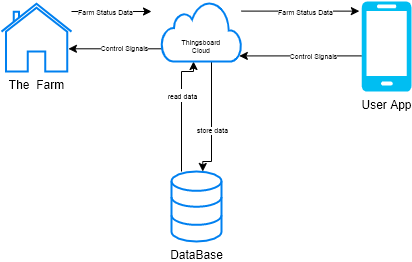 Farm Status Data
Farm Status Data
Thingsboard
Cloud
Control Signals
Control Signals
The Farm
User App
read data
store data
DataBase